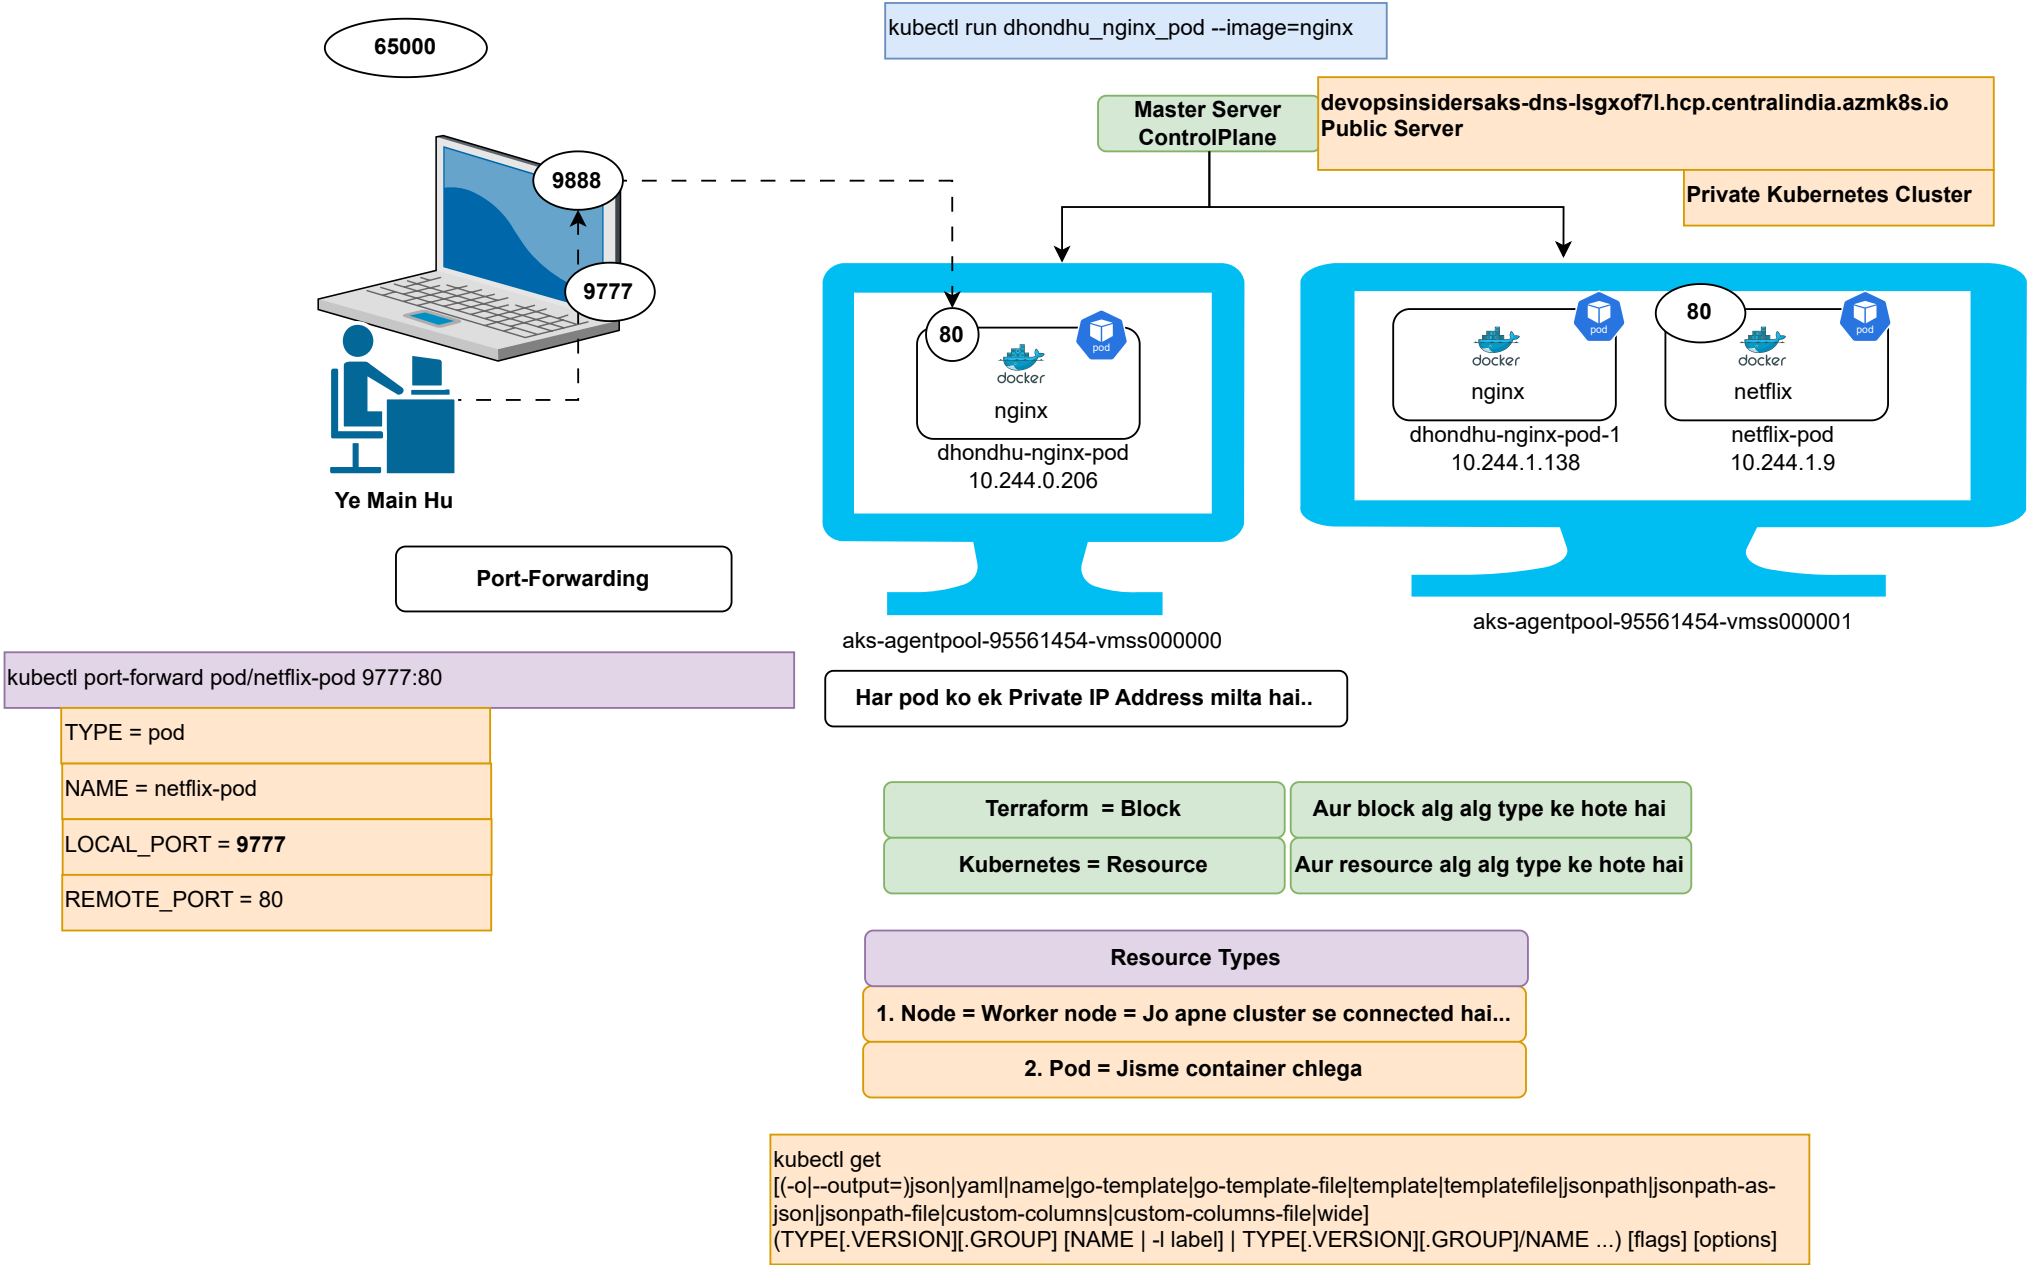 65000
kubectl run dhondhu_nginx_pod --image=nginx
Master Server
ControlPlane
devopsinsidersaks-dns-lsgxof7l.hcp.centralindia.azmk8s.io
Public Server
Private Kubernetes Cluster
9888
9777
Ye Main Hu
80
pod
docker
nginx
dhondhu-nginx-pod
10.244.0.206
aks-agentpool-95561454-vmss000000
pod
docker
nginx
dhondhu-nginx-pod-1
10.244.1.138
80
pod
docker
netflix
netflix-pod
10.244.1.9
aks-agentpool-95561454-vmss000001
Port-Forwarding
kubectl port-forward pod/netflix-pod 9777:80
TYPE = pod
NAME = netflix-pod
LOCAL_PORT = 9777
REMOTE_PORT = 80
Har pod ko ek Private IP Address milta hai..
Terraform  = Block
Aur block alg alg type ke hote hai
Kubernetes = Resource
Aur resource alg alg type ke hote hai
Resource Types
1. Node = Worker node = Jo apne cluster se connected hai...
2. Pod = Jisme container chlega
kubectl get
[(-o|--output=)json|yaml|name|go-template|go-template-file|template|templatefile|jsonpath|jsonpath-as-
json|jsonpath-file|custom-columns|custom-columns-file|wide]
(TYPE[.VERSION][.GROUP] [NAME | -l label] | TYPE[.VERSION][.GROUP]/NAME ...) [flags] [options]